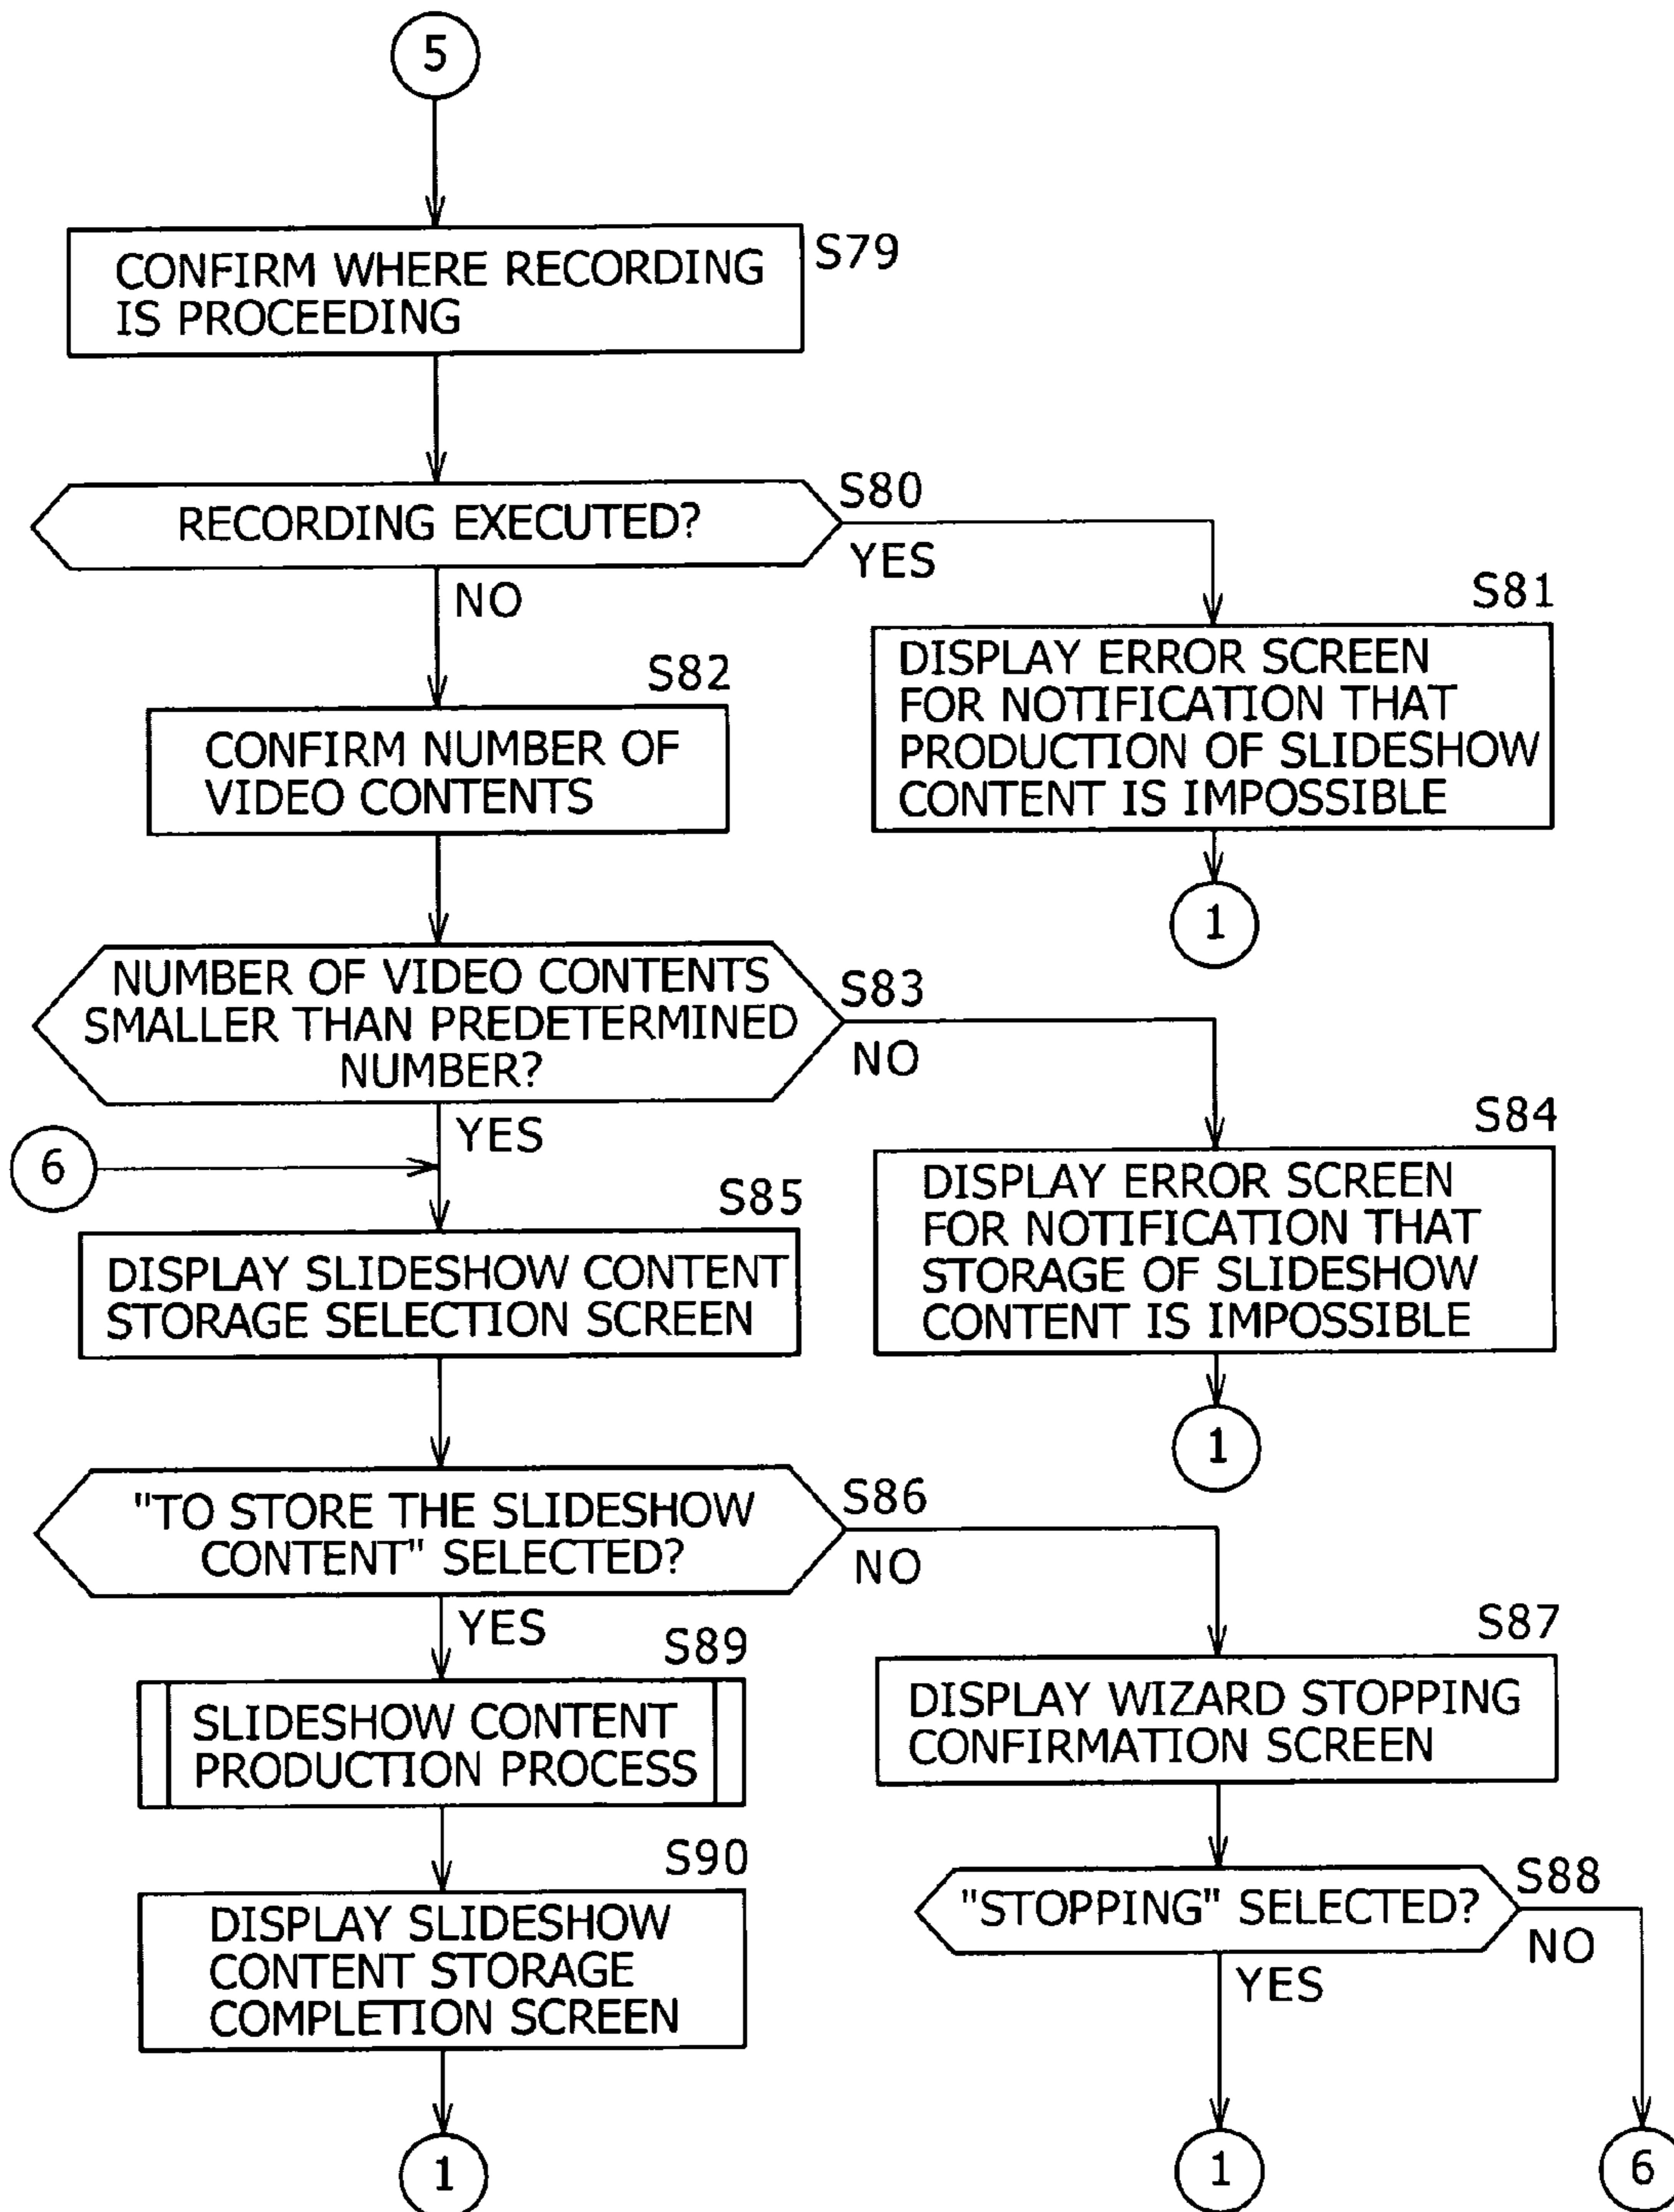 5
CONFIRM WHERE RECORDING
IS PROCEEDING
S79
RECORDING EXECUTED?
S80
YES
NO
S81
DISPLAY ERROR SCREEN
FOR NOTIFICATION THAT
PRODUCTION OF SLIDESHOW
CONTENT IS IMPOSSIBLE
1
S82
CONFIRM NUMBER OF
VIDEO CONTENTS
NUMBER OF VIDEO CONTENTS
SMALLER THAN PREDETERMINED
NUMBER?
S83
NO
YES
6
S84
DISPLAY ERROR SCREEN
FOR NOTIFICATION THAT
STORAGE OF SLIDESHOW
CONTENT IS IMPOSSIBLE
1
S85
DISPLAY SLIDESHOW CONTENT
STORAGE SELECTION SCREEN
"TO STORE THE SLIDESHOW
CONTENT" SELECTED?
S86
NO
YES
S87
DISPLAY WIZARD STOPPING
CONFIRMATION SCREEN
S89
SLIDESHOW CONTENT
PRODUCTION PROCESS
S88
"STOPPING" SELECTED?
NO
YES
S90
DISPLAY SLIDESHOW
CONTENT STORAGE
COMPLETION SCREEN
1
1
6